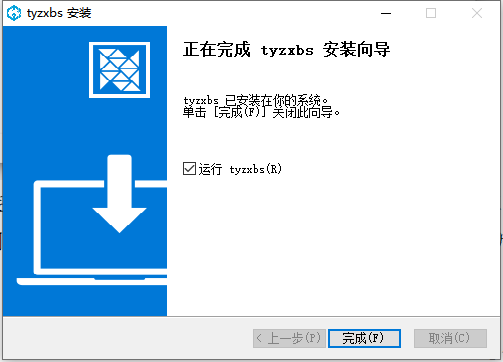 tyzxbs 安装
正在完成 tyzxbs 安装向导
tyzxbs 已安装在你的系统。
单击 [完成(F)] 关闭此向导。
运行 tyzxbs(R)
< 上一步(P) 完成(F) 取消(C)